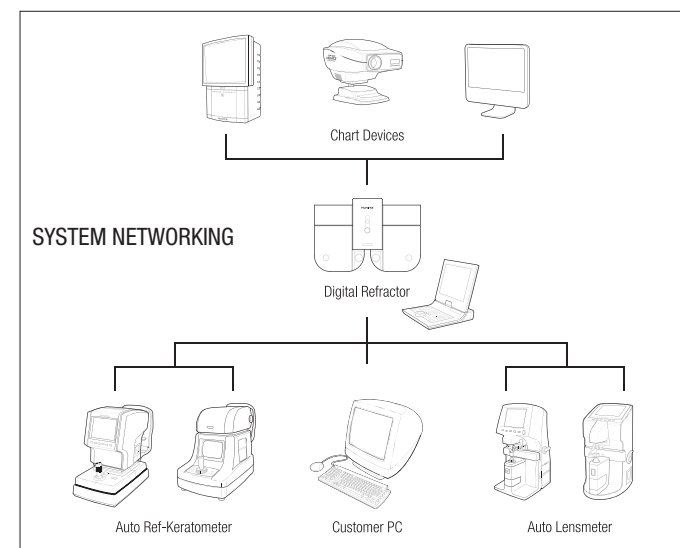 Chart Devices
SYSTEM NETWORKING
Digital Refractor
Auto Ref-Keratometer
Customer PC
Auto Lensmeter